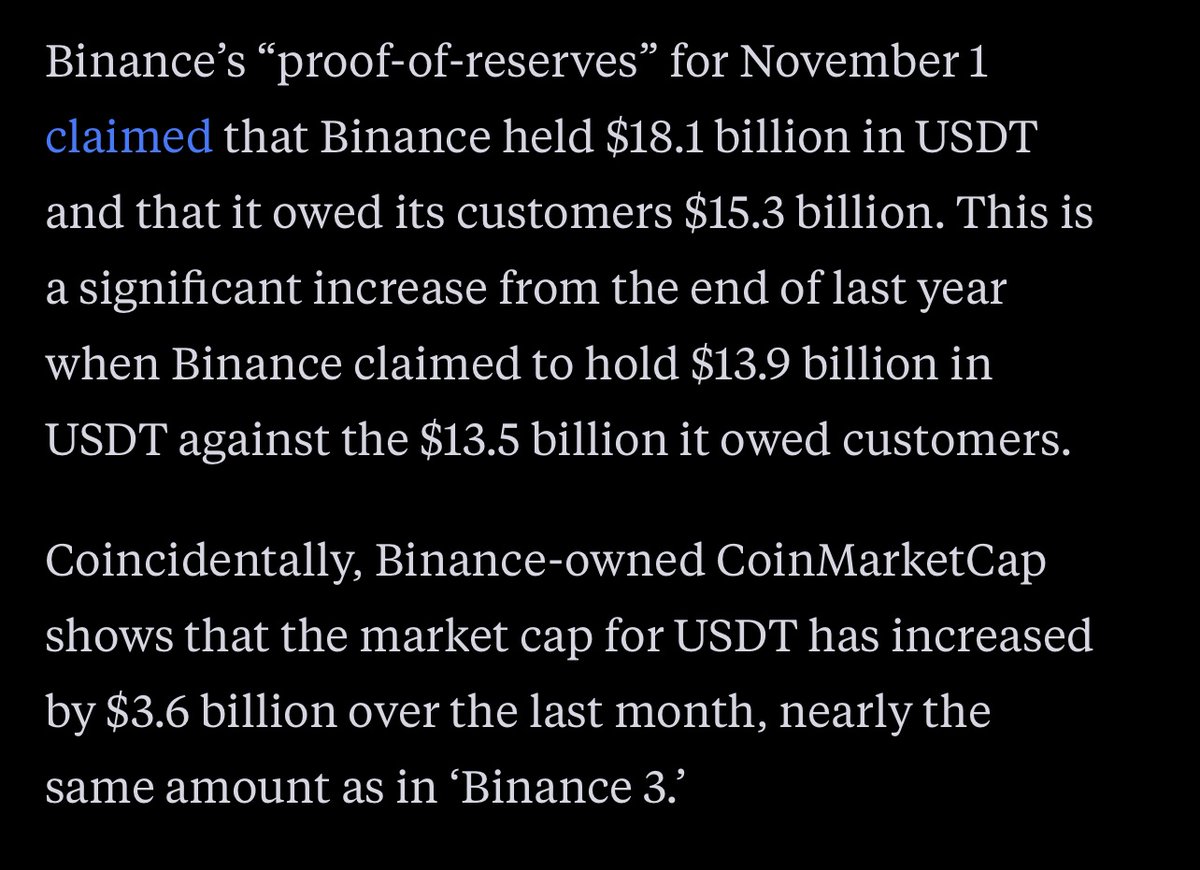 Binance’s “proof-of-reserves” for November 1
claimed that Binance held $18.1 billion in USDT
and that it owed its customers $15.3 billion. This is
a significant increase from the end of last year
when Binance claimed to hold $13.9 billion in
USDT against the $13.5 billion it owed customers.
Coincidentally, Binance-owned CoinMarketCap
shows that the market cap for USDT has increased
by $3.6 billion over the last month, nearly the
same amount as in ‘Binance 3.’